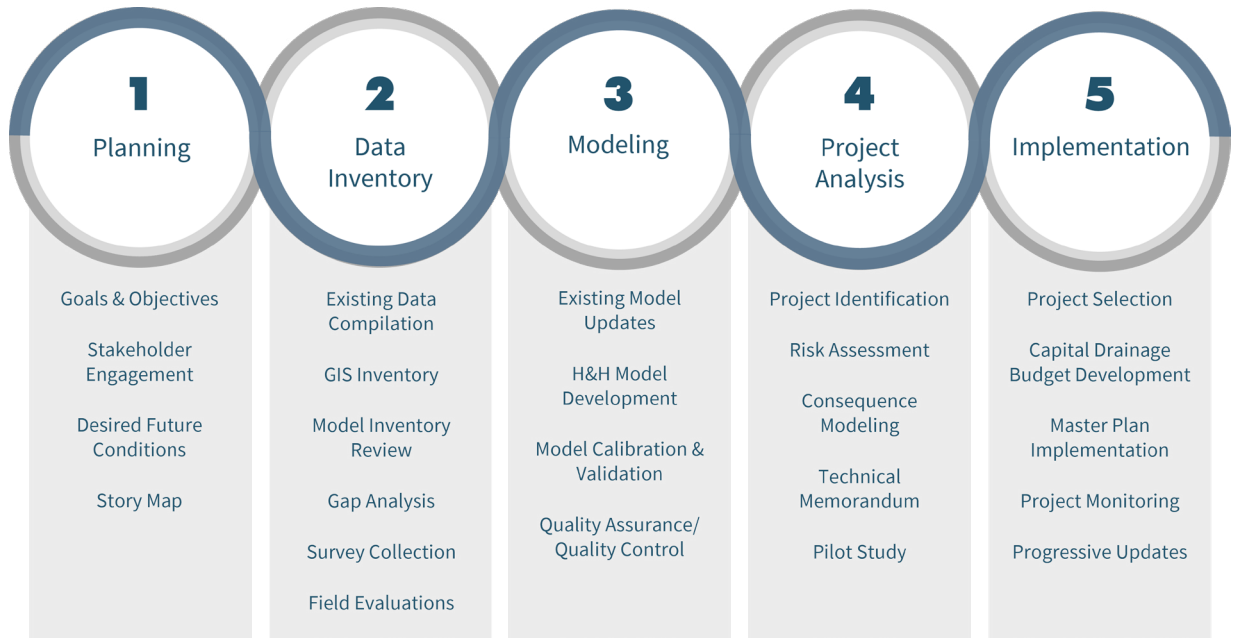 1
Planning
Goals & Objectives
Stakeholder
Engagement
Desired Future
Conditions
Story Map
2
Data
Inventory
Existing Data
Compilation
GIS Inventory
Model Inventory
Review
Gap Analysis
Survey Collection
Field Evaluations
3
Modeling
Existing Model
Updates
H&H Model
Development
Model Calibration &
Validation
Quality Assurance/
Quality Control
4
Project
Analysis
Project Identification
Risk Assessment
Consequence
Modeling
Technical
Memorandum
Pilot Study
5
Implementation
Project Selection
Capital Drainage
Budget Development
Master Plan
Implementation
Project Monitoring
Progressive Updates